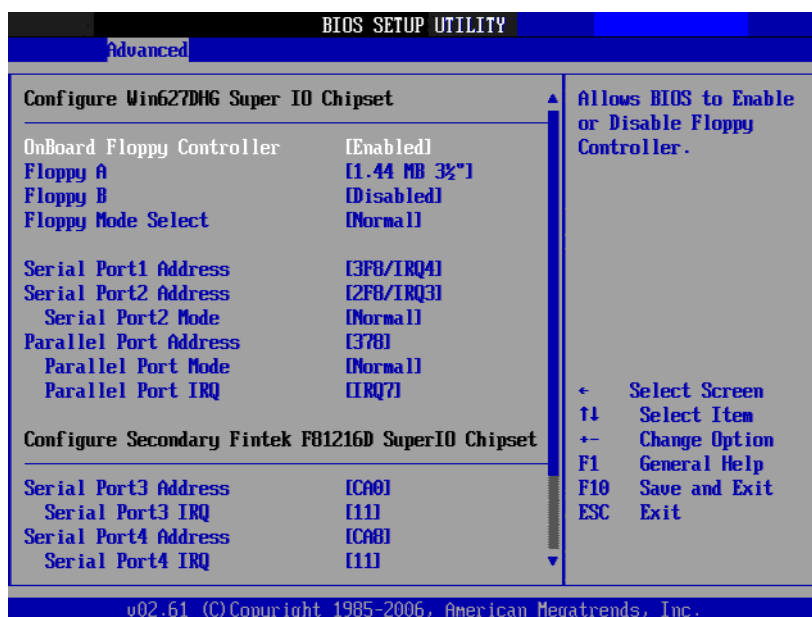 BIOS SETUP UTILITY
Advanced
Configure Win627DHG Super IO Chipset
OnBoard Floppy Controller [Enabled]
Floppy A [1.44 MB 3½"]
Floppy B [Disabled]
Floppy Mode Select [Normal]
Serial Port1 Address [3F8/IRQ4]
Serial Port2 Address [2F8/IRQ3]
Serial Port2 Mode [Normal]
Parallel Port Address [378]
Parallel Port Mode [Normal]
Parallel Port IRQ [IRQ7]
Configure Secondary Fintek F81216D SuperIO Chipset
Serial Port3 Address [CA0]
Serial Port3 IRQ [11]
Serial Port4 Address [CA8]
Serial Port4 IRQ [11]
Allows BIOS to Enable
or Disable Floppy
Controller.
← Select Screen
↑↓ Select Item
+- Change Option
F1 General Help
F10 Save and Exit
ESC Exit
v02.61 (C)Copyright 1985-2006, American Megatrends, Inc.